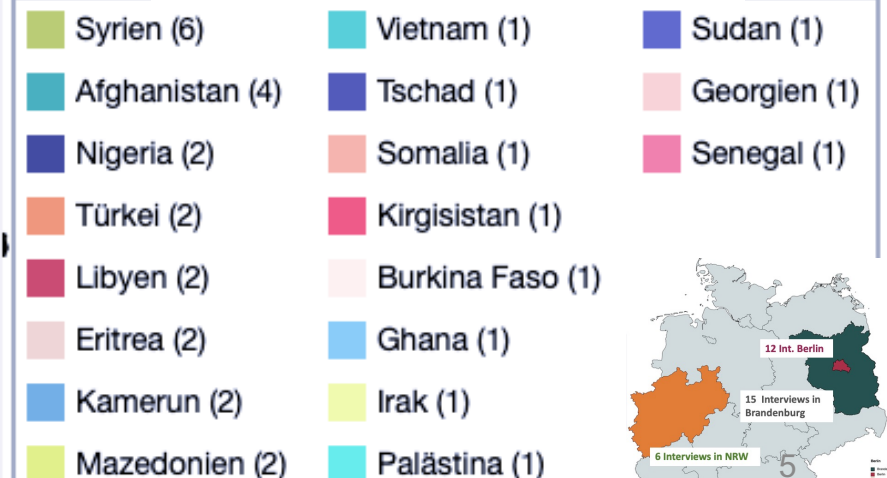 Syrien (6)
Afghanistan (4)
Nigeria (2)
Türkei (2)
Libyen (2)
Eritrea (2)
Kamerun (2)
Mazedonien (2)
Vietnam (1)
Tschad (1)
Somalia (1)
Kirgisistan (1)
Burkina Faso (1)
Ghana (1)
Irak (1)
Palästina (1)
Sudan (1)
Georgien (1)
Senegal (1)
12 Int. Berlin
15 Interviews in
Brandenburg
6 Interviews in NRW
5
Berlin